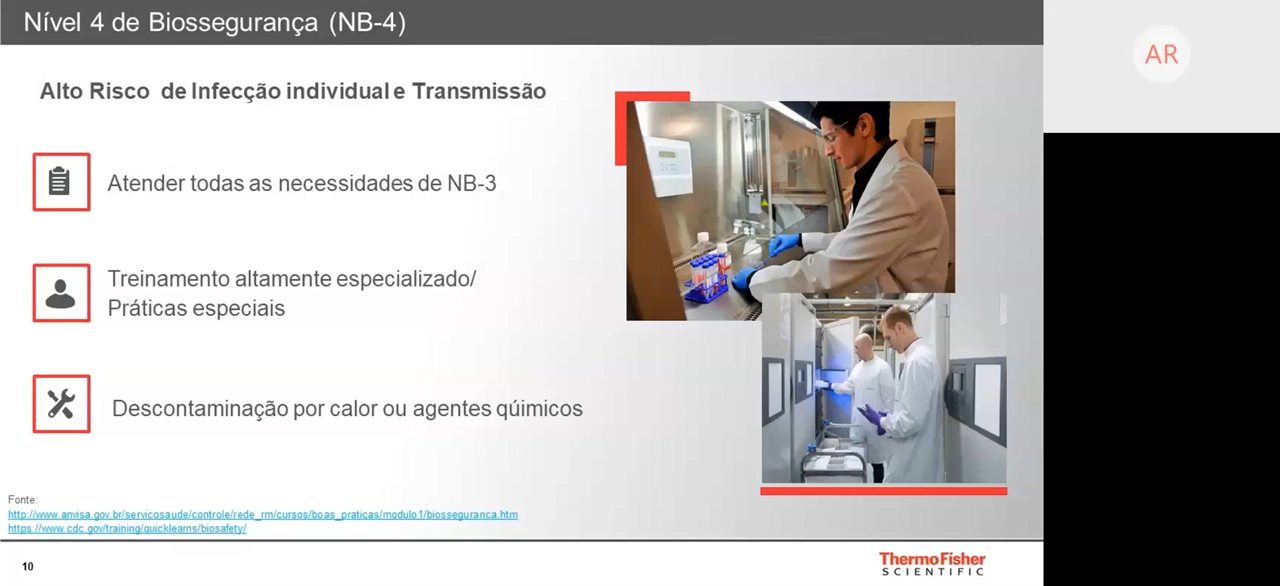 Nível 4 de Biossegurança (NB-4)
AR
Alto Risco de Infecção individual e Transmissão
Atender todas as necessidades de NB-3
Treinamento altamente especializado/
Práticas especiais
Descontaminação por calor ou agentes qúimicos
Fonte:
http://www.anvisa.gov.br/servicosaude/controle/rede_rm/cursos/boas_praticas/modulo1/biosseguranca.htm
https://www.cdc.gov/training/quicklearns/biosafety/
10
ThermoFisher
SCIENTIFIC